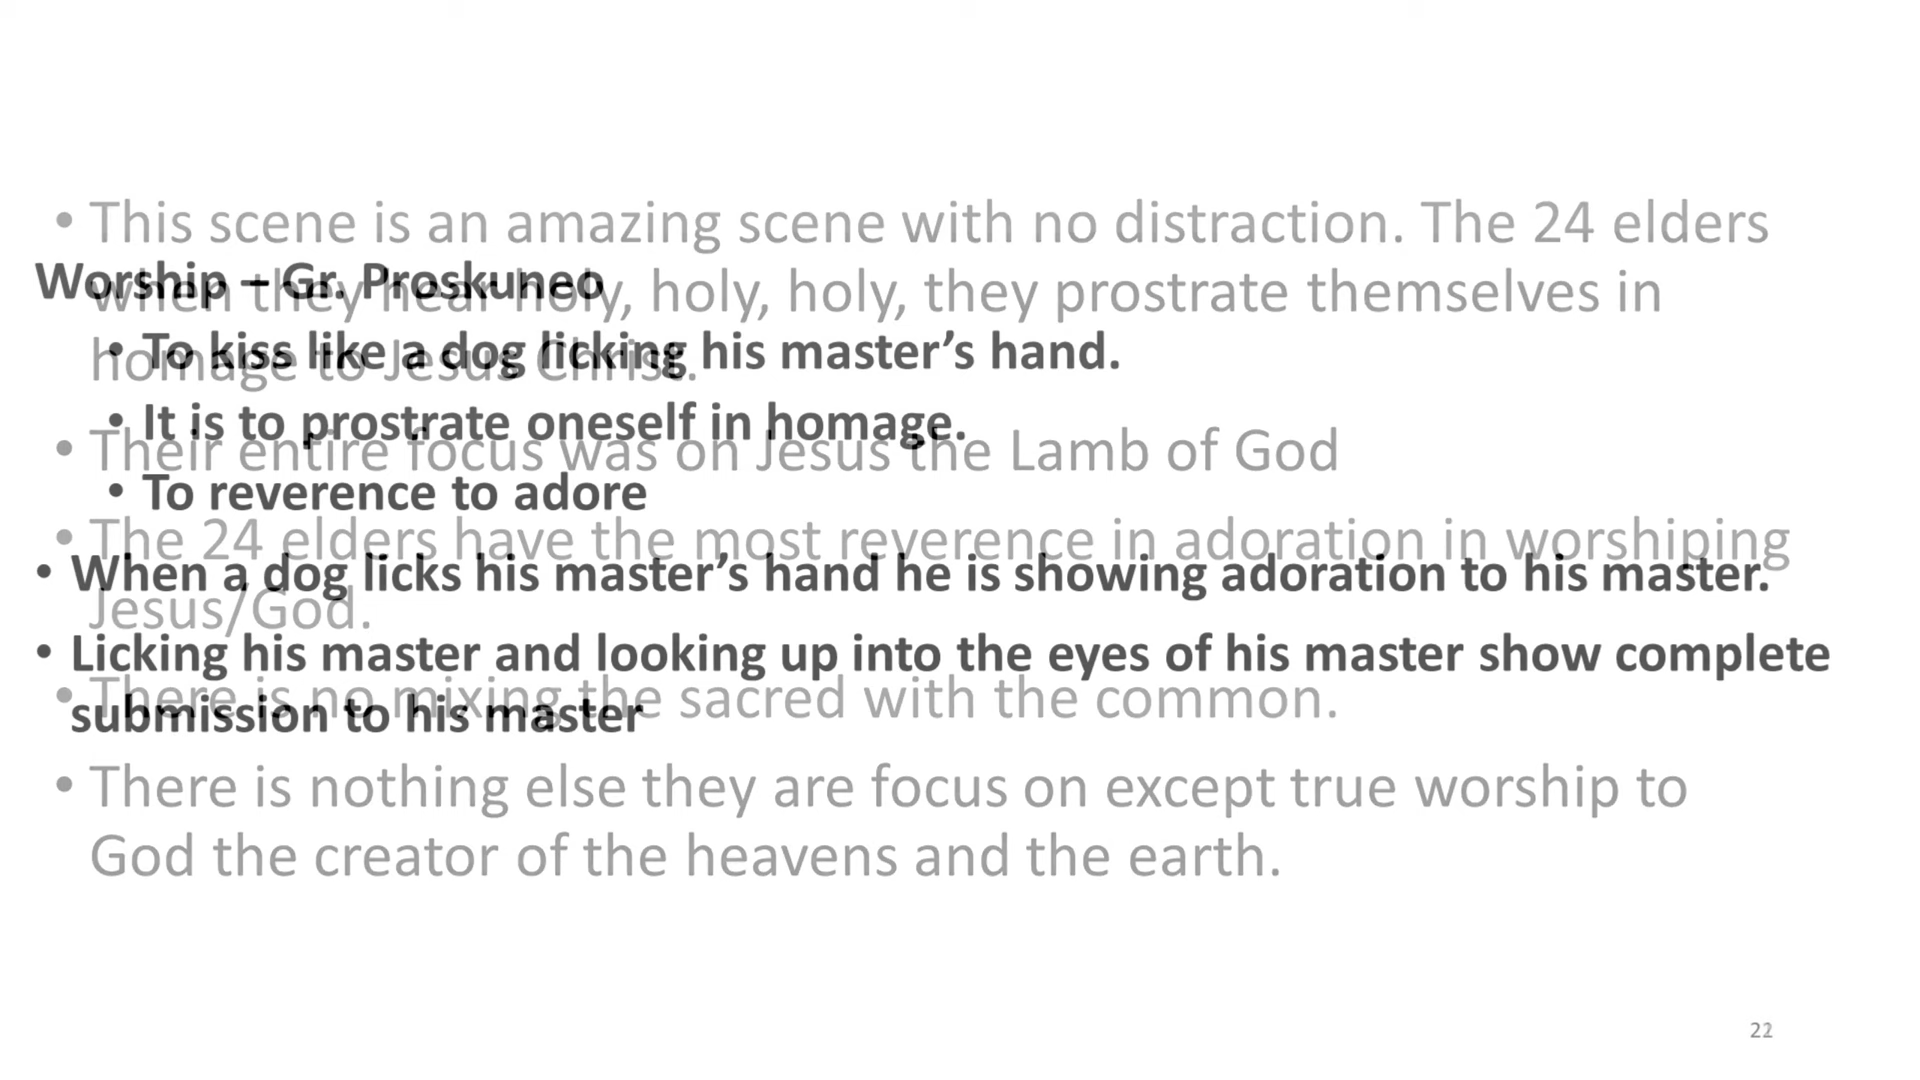 • This scene is an amazing scene with no distraction. The 24 elders
when they hear holy, holy, holy, they prostrate themselves in
homage to Jesus Christ.
• Their entire focus was on Jesus the Lamb of God
• The 24 elders have the most reverence in adoration in worshiping
Jesus/God.
• There is no mixing the sacred with the common.
• There is nothing else they are focus on except true worship to
God the creator of the heavens and the earth.
Worship – Gr. Proskuneo
• To kiss like a dog licking his master’s hand.
• It is to prostrate oneself in homage.
• To reverence to adore
• When a dog licks his master’s hand he is showing adoration to his master.
• Licking his master and looking up into the eyes of his master show complete
submission to his master